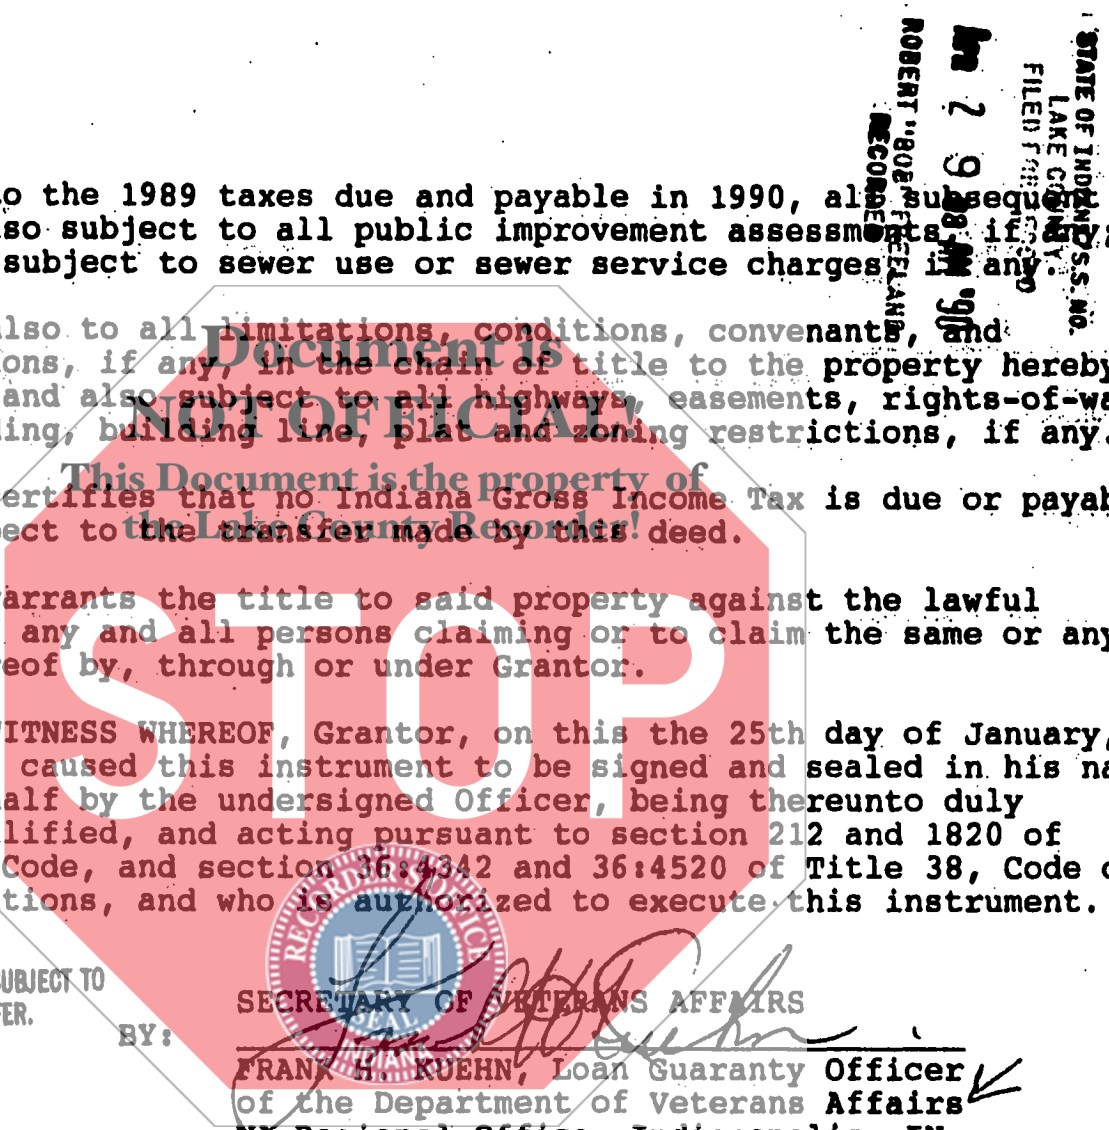 o the 1989 taxes due and payable in 1990, also subsequent
so subject to all public improvement assessments, if any;
subject to sewer use or sewer service charges, if any.
lso to all limitations, conditions, convenants, and
ons, if any, in the chain of title to the property hereby
and also subject to all highways, easements, rights-of-wa
ing, building line, plat and zoning restrictions, if any.
ertifies that no Indiana Gross Income Tax is due or payab
ect to the transfer made by this deed.
arrants the title to said property against the lawful
any and all persons claiming or to claim the same or any
eof by, through or under Grantor.
ITNESS WHEREOF, Grantor, on this the 25th day of January,
caused this instrument to be signed and sealed in his na
alf by the undersigned Officer, being thereunto duly
lified, and acting pursuant to section 212 and 1820 of
Code, and section 36:4342 and 36:4520 of Title 38, Code o
tions, and who is authorized to execute this instrument.
SUBJECT TO
FER.
SECRETARY OF VETERANS AFFAIRS
BY:
FRANK H. KUEHN, Loan Guaranty Officer
of the Department of Veterans Affairs
Regional Office, Indianapolis, IN
STATE OF INDIANA/S.S. NO.
LAKE COUNTY
ROBERT "BOB" FREELAND
RECORDER
Document is
NOT OFFICIAL!
This Document is the property of
the Lake County Recorder!
STOP
RECORDER'S OFFICE
SEAL
INDIANA